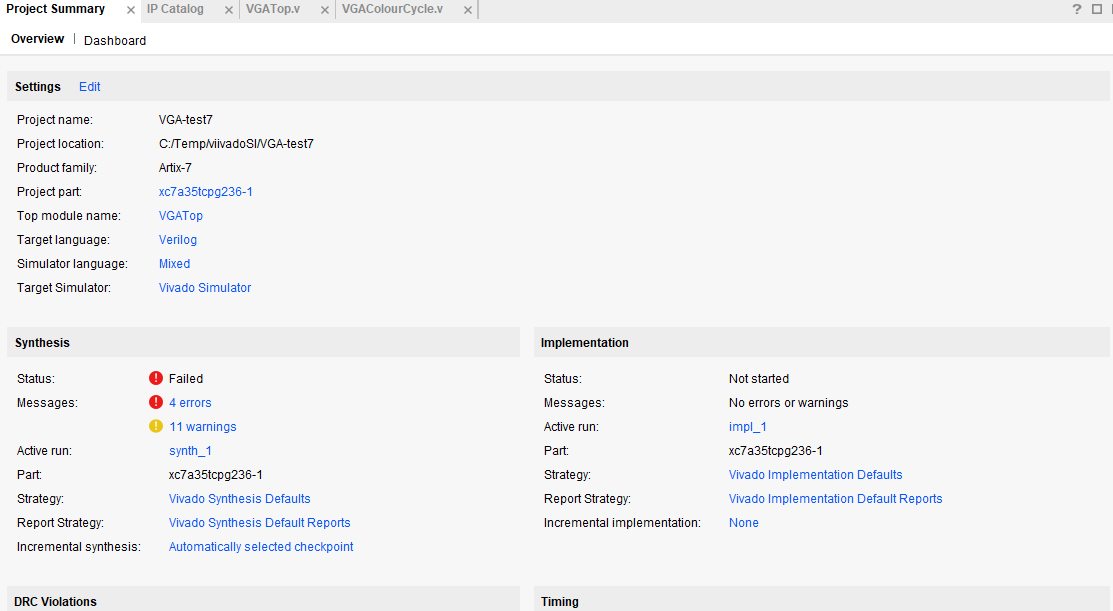 Project Summary × IP Catalog × VGATop.v × VGAColourCycle.v × ?
Overview | Dashboard
Settings Edit
Project name: VGA-test7
Project location: C:/Temp/viivadoSI/VGA-test7
Product family: Artix-7
Project part: xc7a35tcpg236-1
Top module name: VGATop
Target language: Verilog
Simulator language: Mixed
Target Simulator: Vivado Simulator
Synthesis
Status: Failed
Messages: 4 errors
11 warnings
Active run: synth_1
Part: xc7a35tcpg236-1
Strategy: Vivado Synthesis Defaults
Report Strategy: Vivado Synthesis Default Reports
Incremental synthesis: Automatically selected checkpoint
Implementation
Status: Not started
Messages: No errors or warnings
Active run: impl_1
Part: xc7a35tcpg236-1
Strategy: Vivado Implementation Defaults
Report Strategy: Vivado Implementation Default Reports
Incremental implementation: None
DRC Violations
Timing